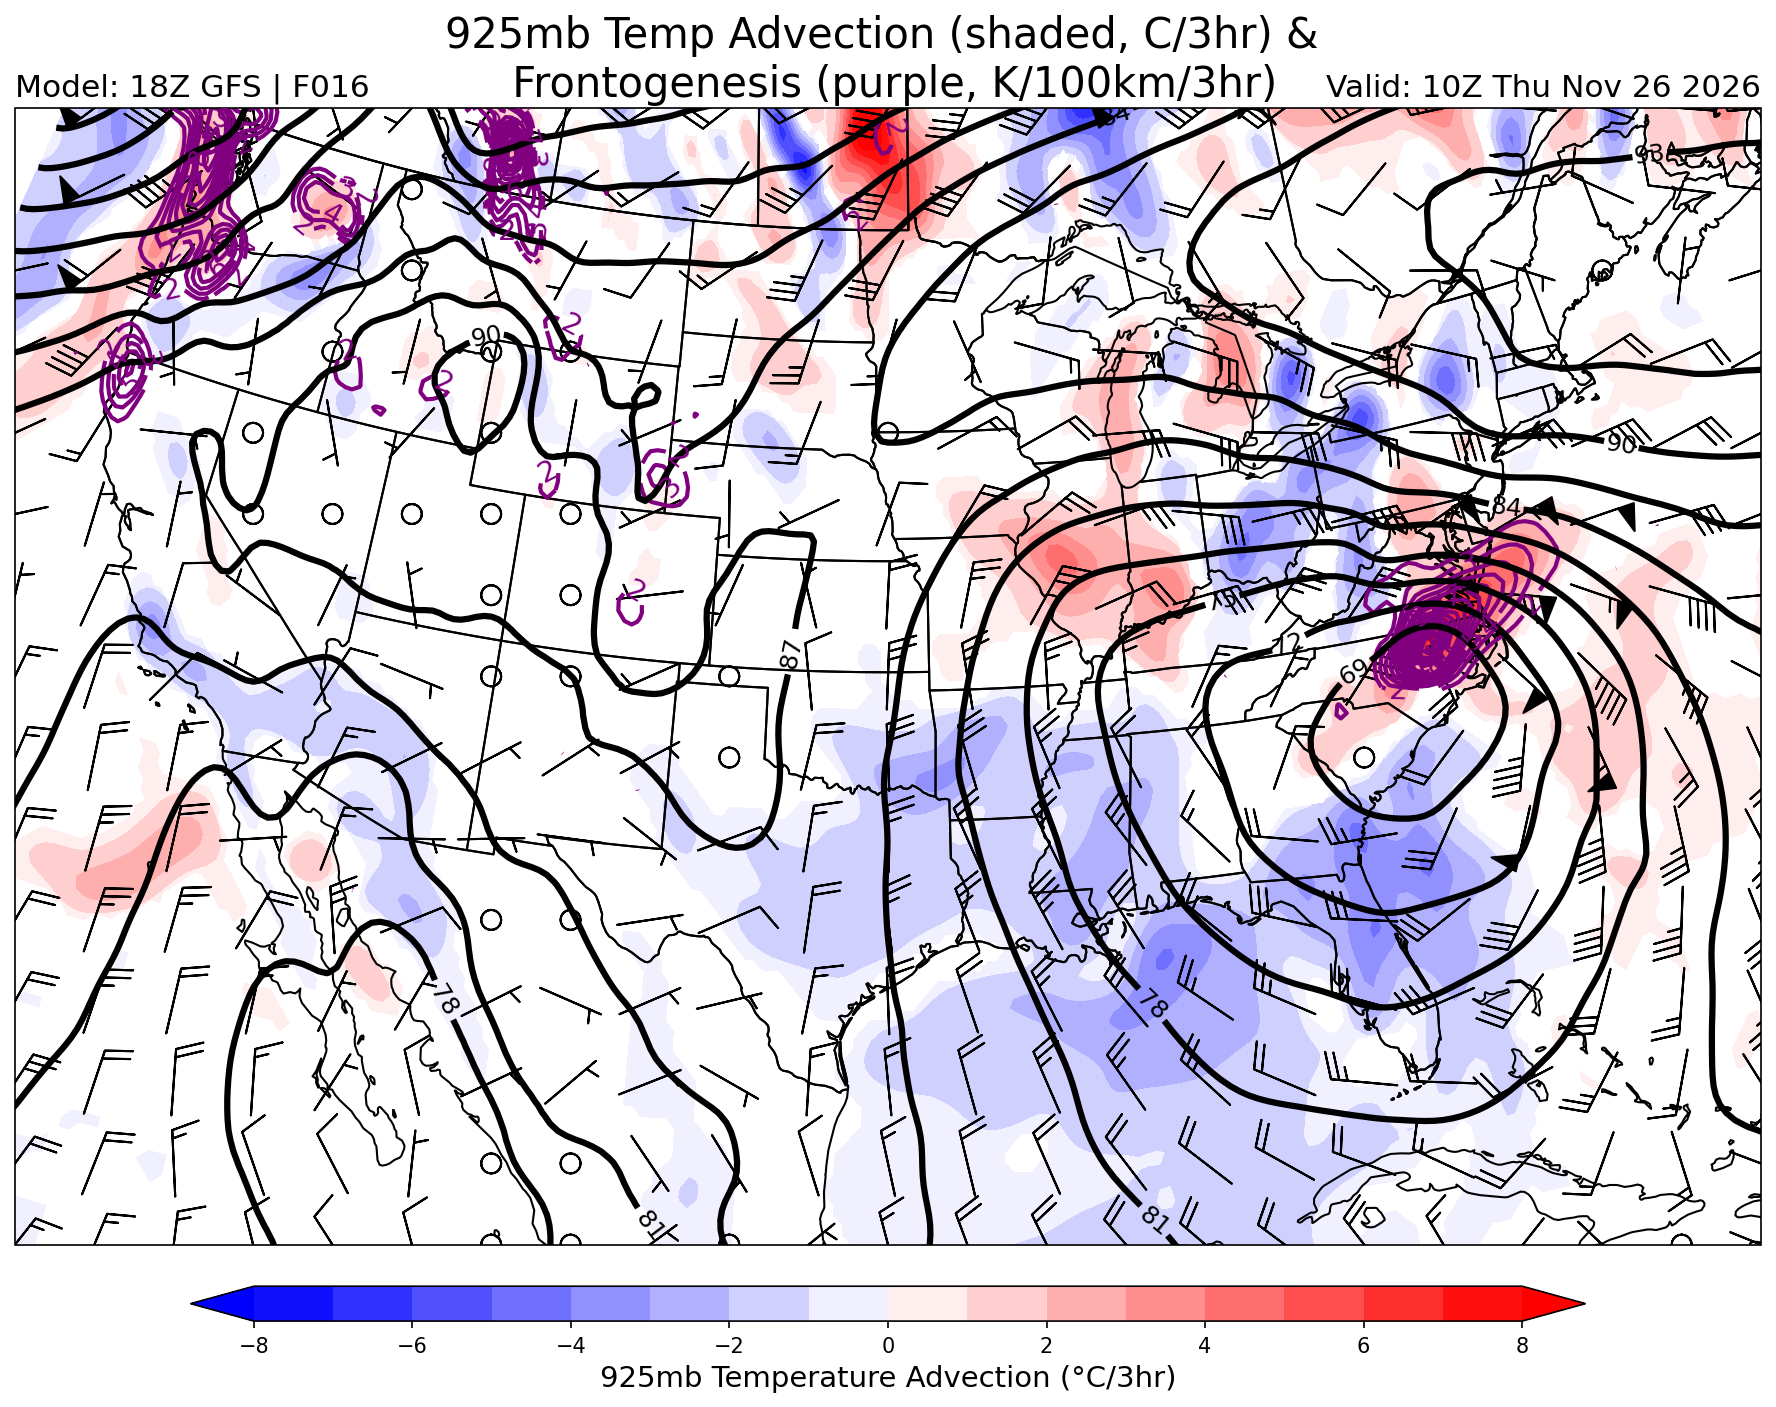 925mb Temp Advection (shaded, C/3hr) &
Frontogenesis (purple, K/100km/3hr)
Model: 18Z GFS | F016
Valid: 10Z Thu Nov 26 2026
90
90
84
87
72
69
78
78
81
81
−8 −6 −4 −2 0 2 4 6 8
925mb Temperature Advection (°C/3hr)